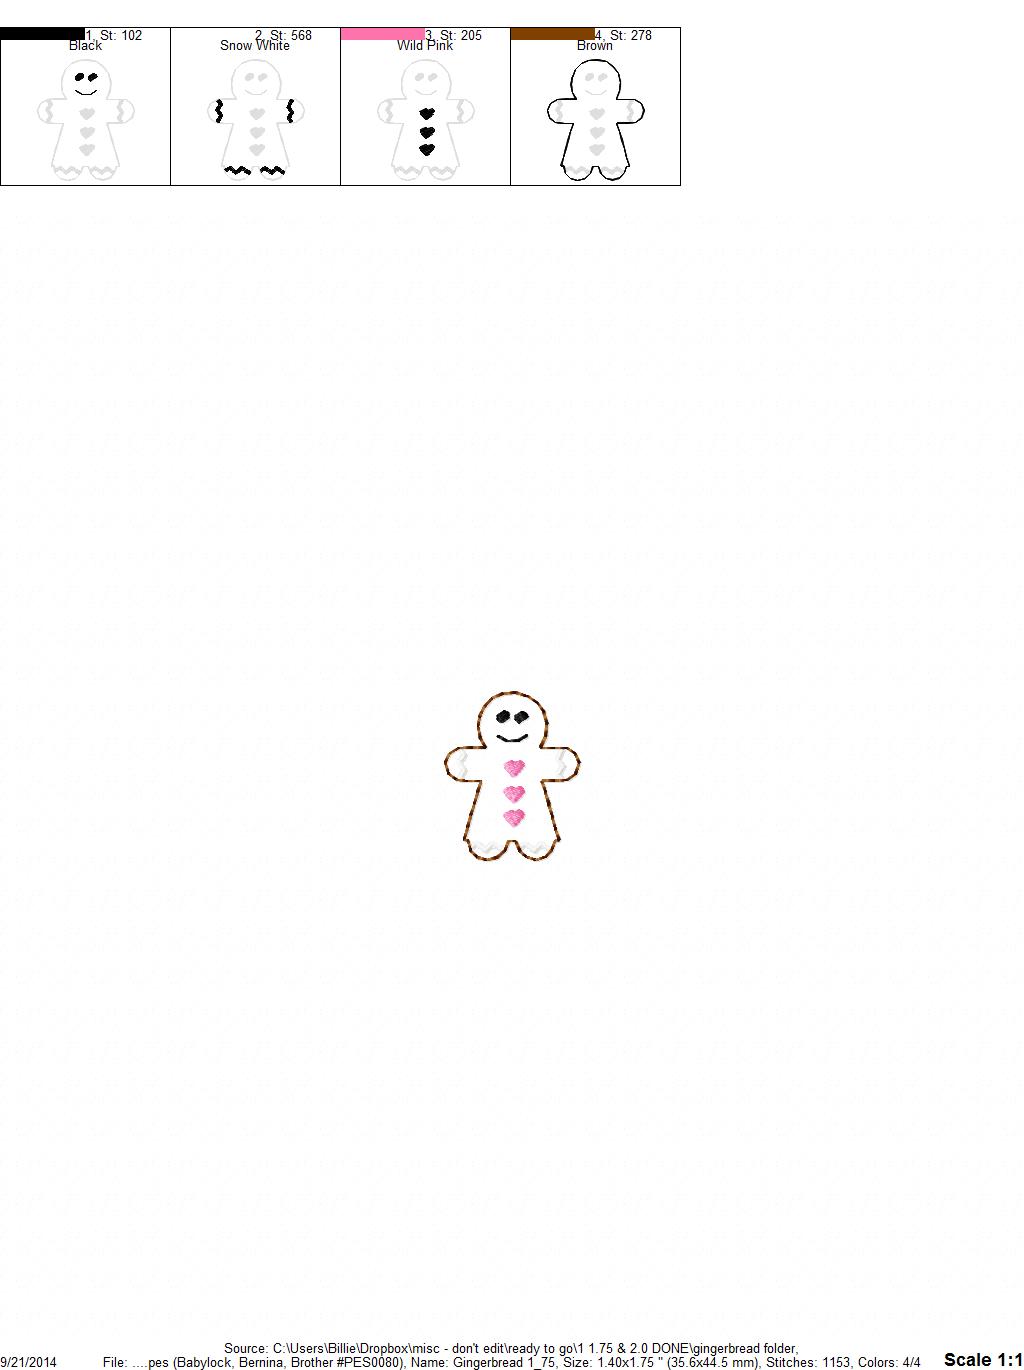 1, St: 102 2, St: 568 3, St: 205 4, St: 278
Black Snow White Wild Pink Brown
Source: C:\Users\Billie\Dropbox\misc - don't edit\ready to go\1 1.75 & 2.0 DONE\gingerbread folder,
9/21/2014 File: ....pes (Babylock, Bernina, Brother #PES0080), Name: Gingerbread 1_75, Size: 1.40x1.75 " (35.6x44.5 mm), Stitches: 1153, Colors: 4/4 Scale 1:1